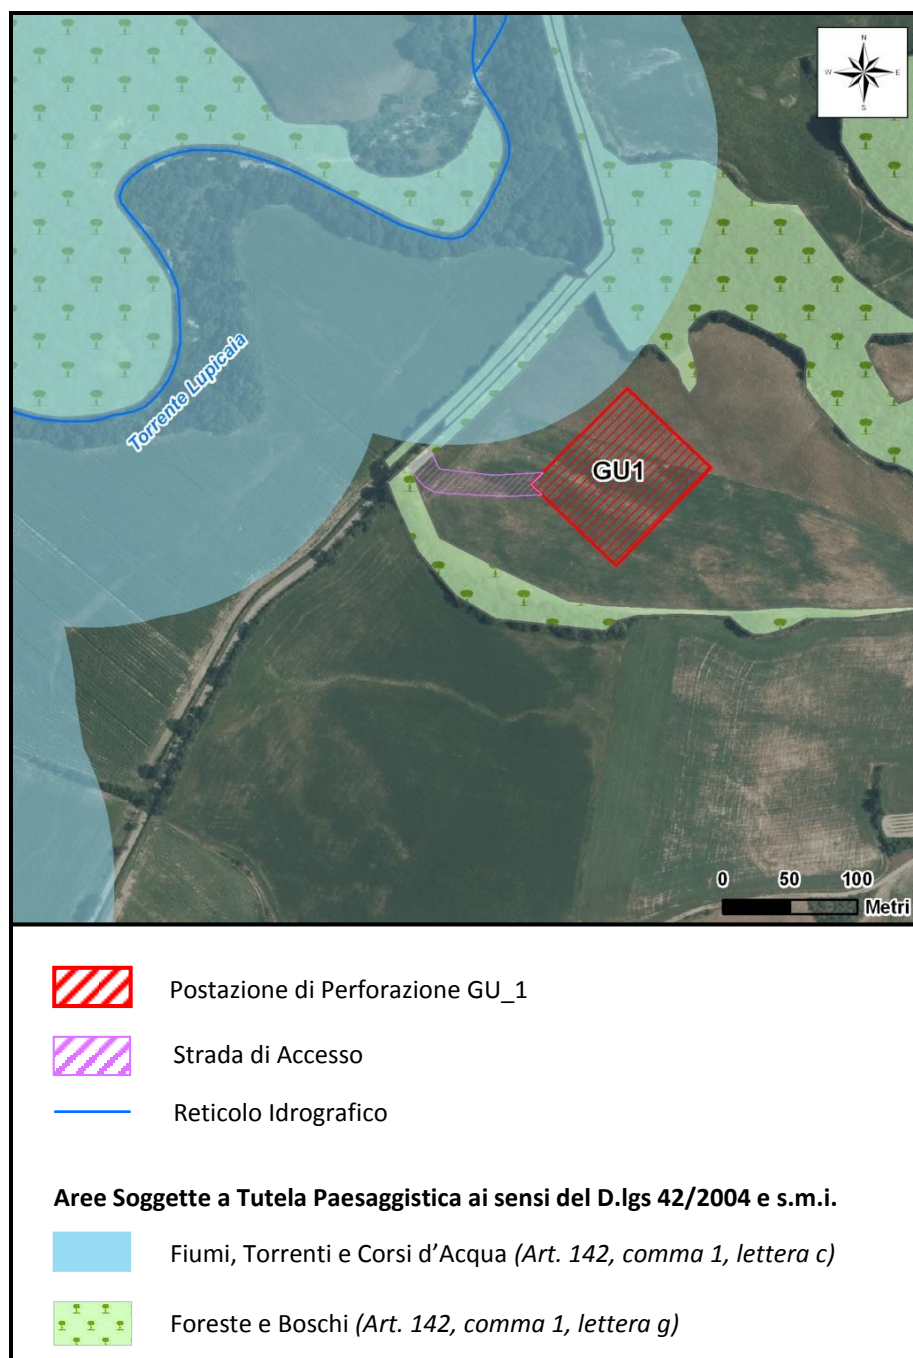 N
W E
S
Torrente Lupicaia
GU1
0 50 100
Metri
Postazione di Perforazione GU_1
Strada di Accesso
Reticolo Idrografico
Aree Soggette a Tutela Paesaggistica ai sensi del D.lgs 42/2004 e s.m.i.
Fiumi, Torrenti e Corsi d’Acqua (Art. 142, comma 1, lettera c)
Foreste e Boschi (Art. 142, comma 1, lettera g)